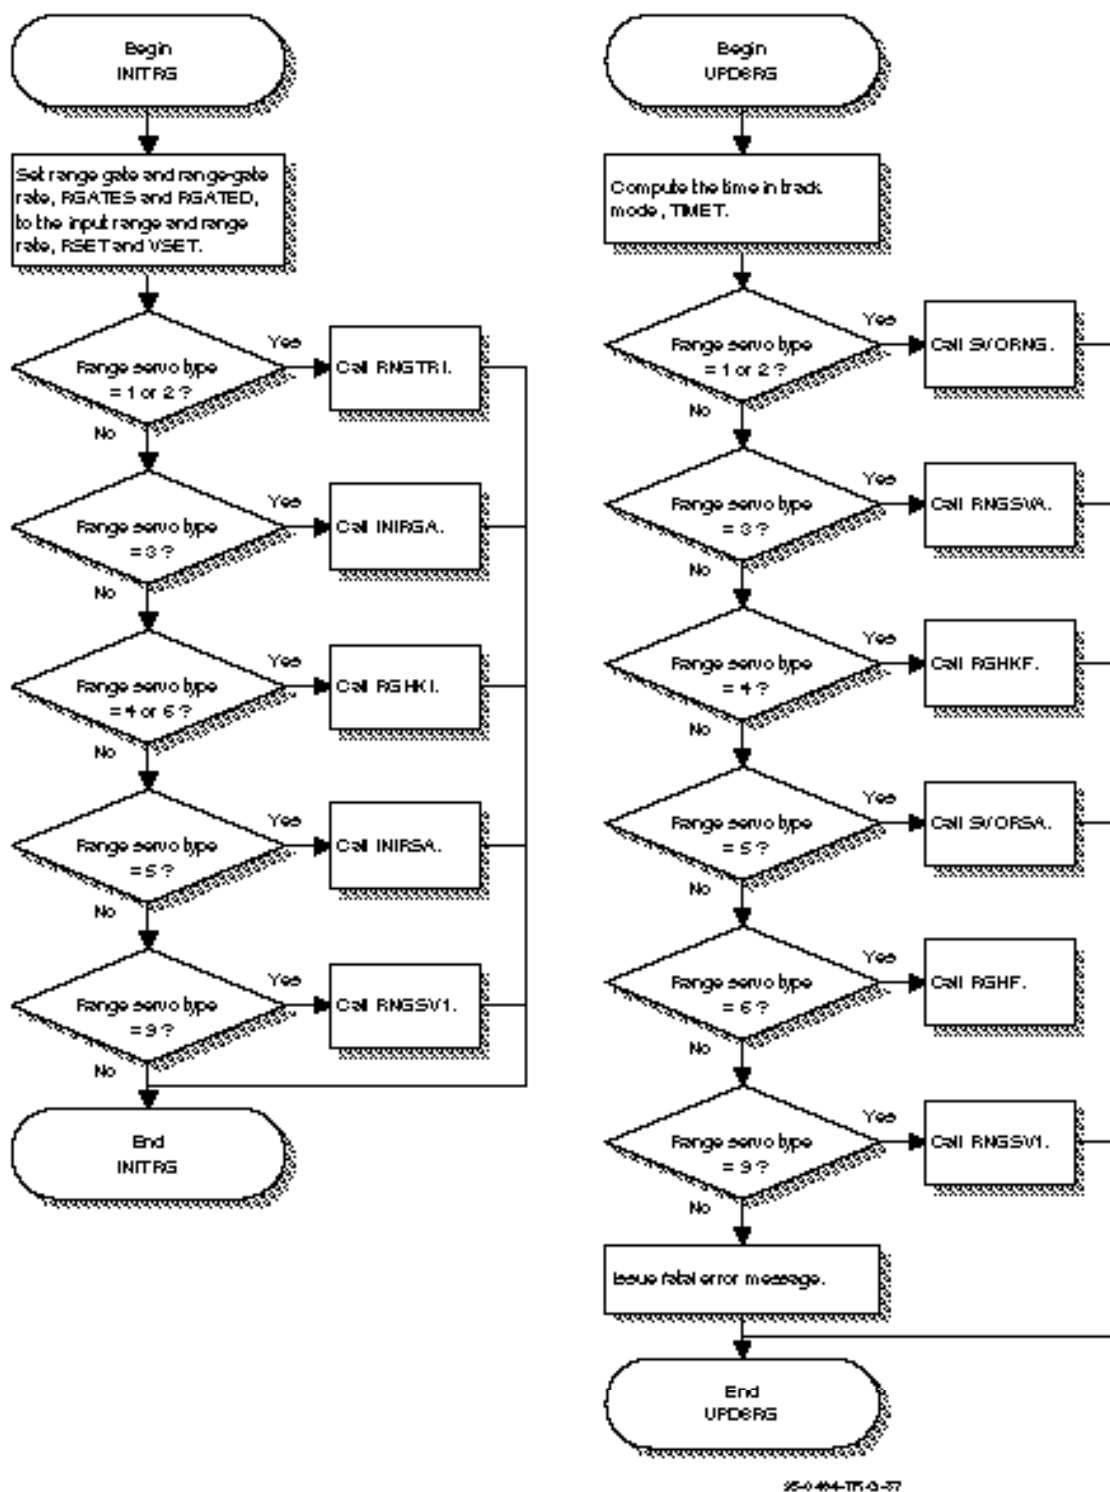 Begin
INITRG
Set range gate and range-gate
rate, RGATES and RGATED,
to the input range and range
rate, RSET and VSET.
Range servo type
= 1 or 2 ?
Yes
Call RNGTRI.
No
Range servo type
= 3 ?
Yes
Call INIRGA.
No
Range servo type
= 4 or 6 ?
Yes
Call RGHKI.
No
Range servo type
= 5 ?
Yes
Call INIRSA.
No
Range servo type
= 9 ?
Yes
Call RNGSV1.
No
End
INITRG
Begin
UPDSRG
Compute the time in track
mode, TIMET.
Range servo type
= 1 or 2 ?
Yes
Call SVORNG.
No
Range servo type
= 3 ?
Yes
Call RNGSVA.
No
Range servo type
= 4 ?
Yes
Call RGHKF.
No
Range servo type
= 5 ?
Yes
Call SVORSA.
No
Range servo type
= 6 ?
Yes
Call RGHF.
No
Range servo type
= 9 ?
Yes
Call RNGSV1.
No
Issue fatal error message.
End
UPDSRG